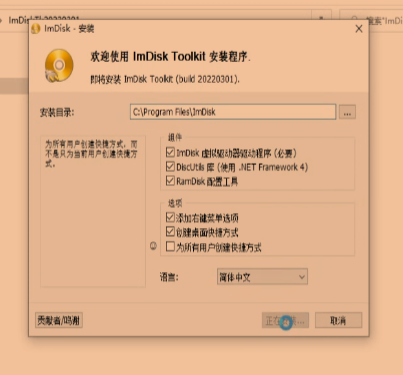 ImDisk - 安装
欢迎使用 ImDisk Toolkit 安装程序.
即将安装 ImDisk Toolkit (build 20220301).
安装目录:
C:\Program Files\ImDisk
...
为所有用户创建快捷方式，而
不是只为当前用户创建快捷方
式。
组件
ImDisk 虚拟驱动器驱动程序 (必要)
DiscUtils 库 (使用 .NET Framework 4)
RamDisk 配置工具
选项
添加右键菜单选项
创建桌面快捷方式
为所有用户创建快捷方式
语言:
简体中文
贡献者/鸣谢
正在
取消